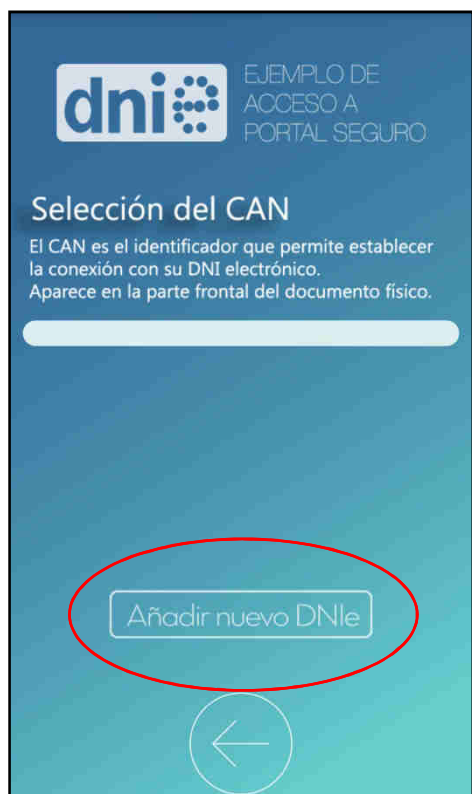 dnie
EJEMPLO DE
ACCESO A
PORTAL SEGURO
Selección del CAN
El CAN es el identificador que permite establecer
la conexión con su DNI electrónico.
Aparece en la parte frontal del documento físico.
Añadir nuevo DNIe